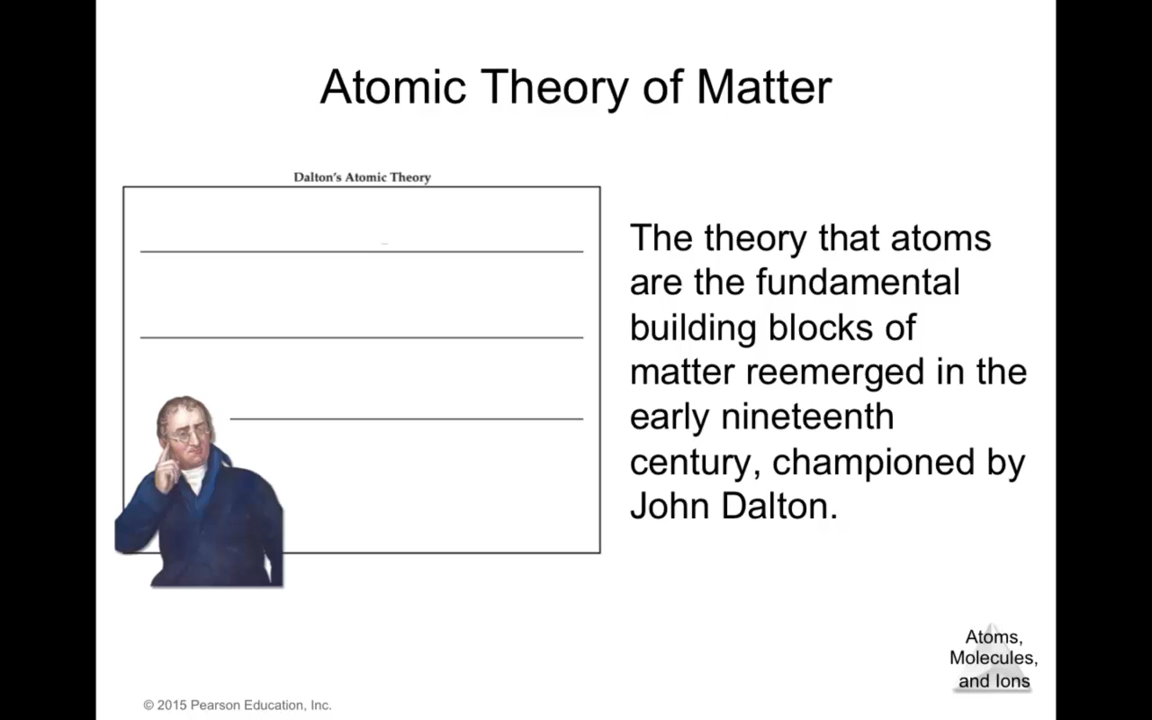 Atomic Theory of Matter
Dalton's Atomic Theory
The theory that atoms
are the fundamental
building blocks of
matter reemerged in the
early nineteenth
century, championed by
John Dalton.
Atoms,
Molecules,
and Ions
© 2015 Pearson Education, Inc.